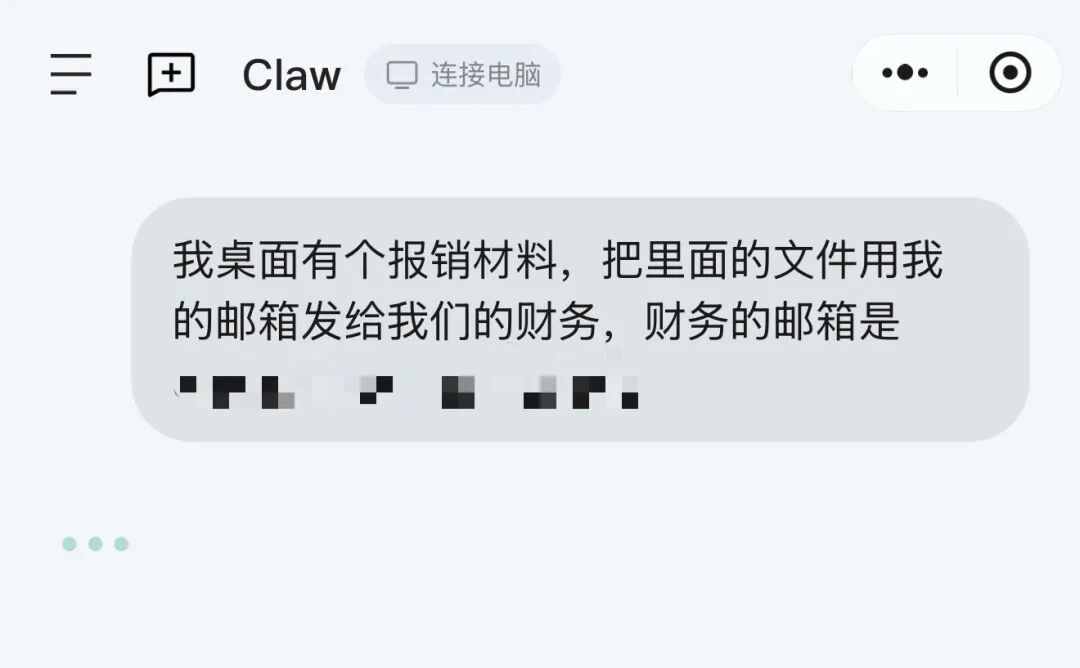 Claw 连接电脑
我桌面有个报销材料，把里面的文件用我
的邮箱发给我们的财务，财务的邮箱是